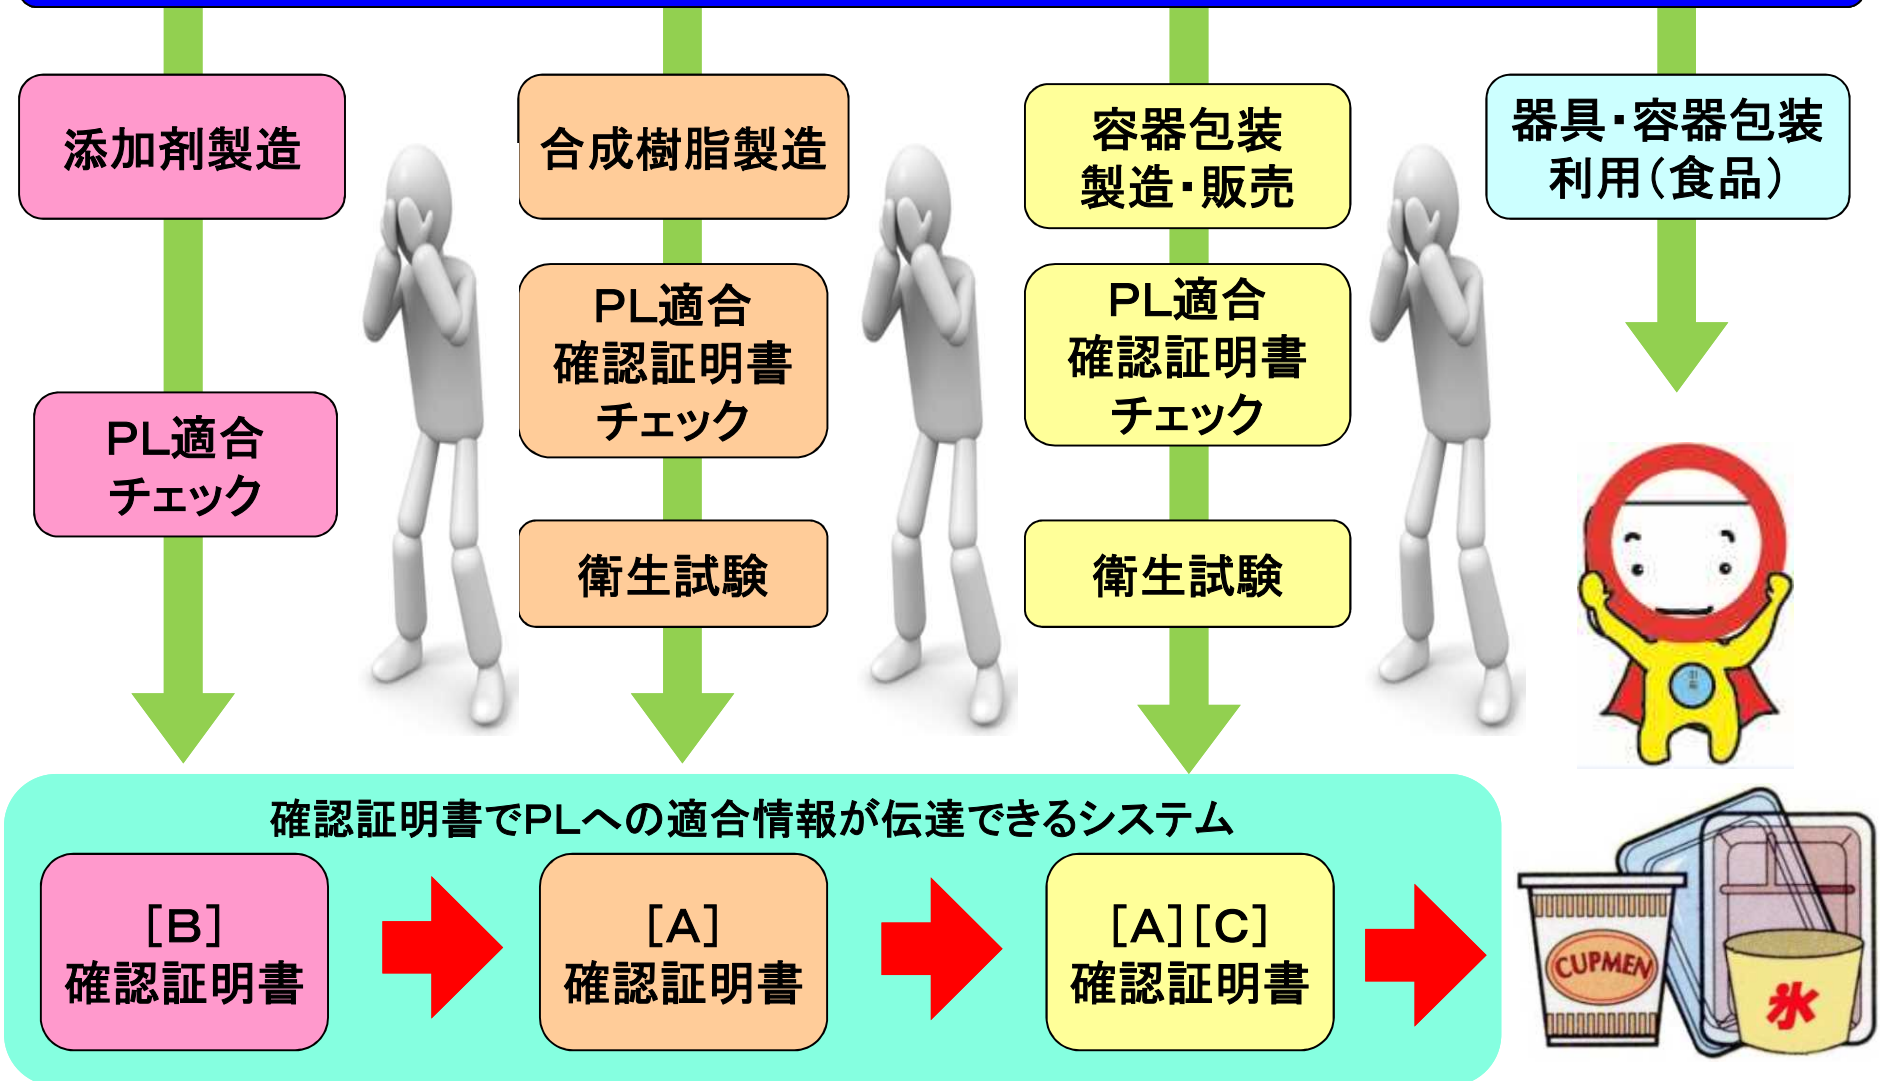 添加剤製造
PL適合
チェック
合成樹脂製造
PL適合
確認証明書
チェック
衛生試験
容器包装
製造・販売
PL適合
確認証明書
チェック
衛生試験
器具・容器包装
利用(食品)
確認証明書でPLへの適合情報が伝達できるシステム
[B]
確認証明書
[A]
確認証明書
[A][C]
確認証明書
CUPMEN
氷